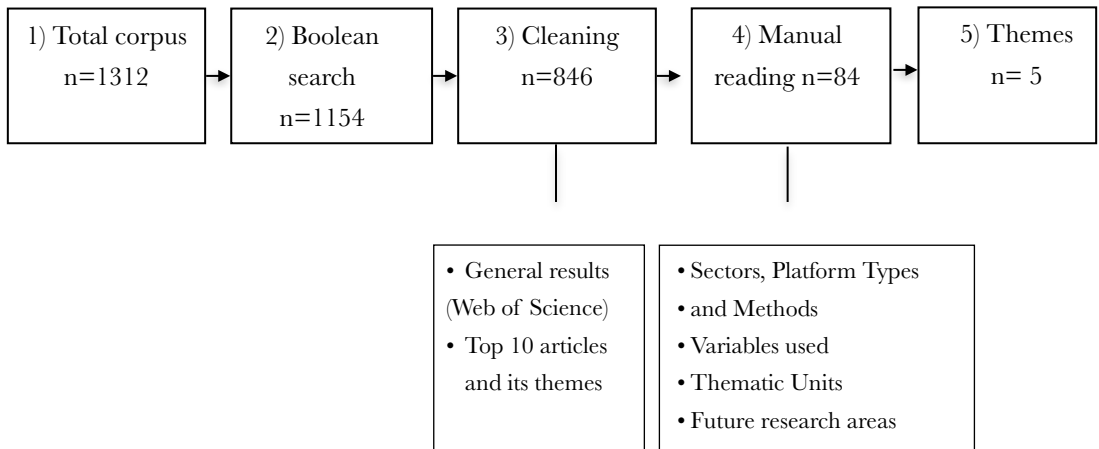 1) Total corpus
n=1312
2) Boolean
search
n=1154
3) Cleaning
n=846
4) Manual
reading n=84
5) Themes
n= 5
• General results
(Web of Science)
• Top 10 articles
and its themes
• Sectors, Platform Types
• and Methods
• Variables used
• Thematic Units
• Future research areas